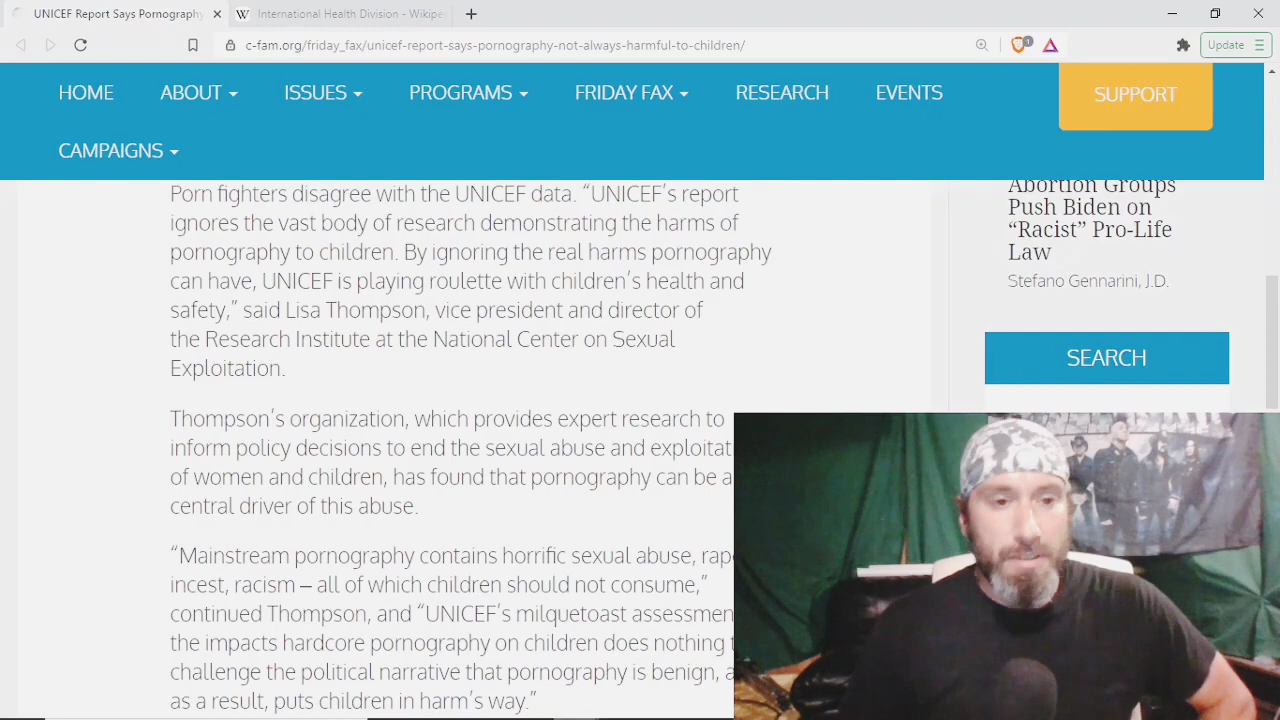 UNICEF Report Says Pornography
International Health Division - Wikipe
c-fam.org/friday_fax/unicef-report-says-pornography-not-always-harmful-to-children/
1
Update
HOME
ABOUT
ISSUES
PROGRAMS
FRIDAY FAX
RESEARCH
EVENTS
SUPPORT
CAMPAIGNS
Porn fighters disagree with the UNICEF data. “UNICEF’s report
ignores the vast body of research demonstrating the harms of
pornography to children. By ignoring the real harms pornography
can have, UNICEF is playing roulette with children’s health and
safety,” said Lisa Thompson, vice president and director of
the Research Institute at the National Center on Sexual
Exploitation.
Thompson’s organization, which provides expert research to
inform policy decisions to end the sexual abuse and exploitat
of women and children, has found that pornography can be a
central driver of this abuse.
“Mainstream pornography contains horrific sexual abuse, rap
incest, racism – all of which children should not consume,”
continued Thompson, and “UNICEF’s milquetoast assessmen
the impacts hardcore pornography on children does nothing t
challenge the political narrative that pornography is benign, a
as a result, puts children in harm’s way.”
Abortion Groups
Push Biden on
“Racist” Pro-Life
Law
Stefano Gennarini, J.D.
SEARCH